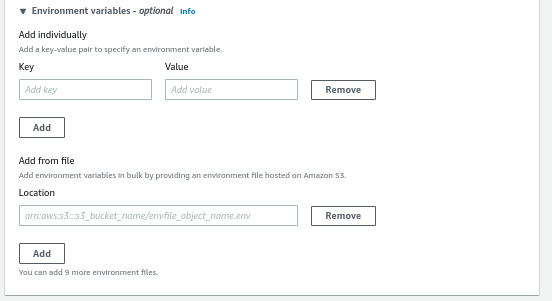 Environment variables - optional Info
Add individually
Add a key-value pair to specify an environment variable.
Key Value
Add key Add value Remove
Add
Add from file
Add environment variables in bulk by providing an environment file hosted on Amazon S3.
Location
arn:aws:s3:::s3_bucket_name/envfile_object_name.env Remove
Add
You can add 9 more environment files.